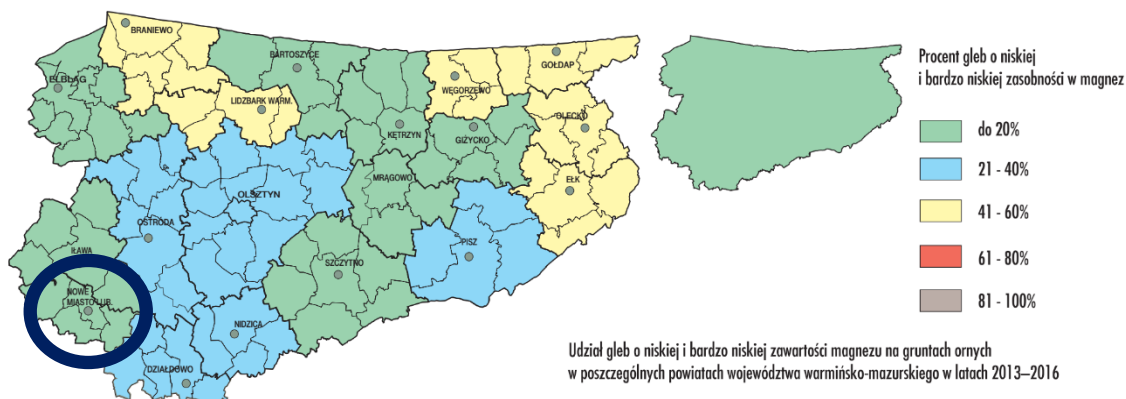 BRANIEWO
GOŁDAP
BARTOSZYCE
ELBLĄG
WĘGORZEWO
LIDZBARK WARM.
OLECKO
KĘTRZYN
GIŻYCKO
MRĄGOWO
EŁK
OLSZTYN
OSTRÓDA
PISZ
IŁAWA
SZCZYTNO
NOWE
MIASTO LUB.
NIDZICA
DZIAŁDOWO
Procent gleb o niskiej
i bardzo niskiej zasobności w magnez
do 20%
21 - 40%
41 - 60%
61 - 80%
81 - 100%
Udział gleb o niskiej i bardzo niskiej zawartości magnezu na gruntach ornych
w poszczególnych powiatach województwa warmińsko-mazurskiego w latach 2013–2016